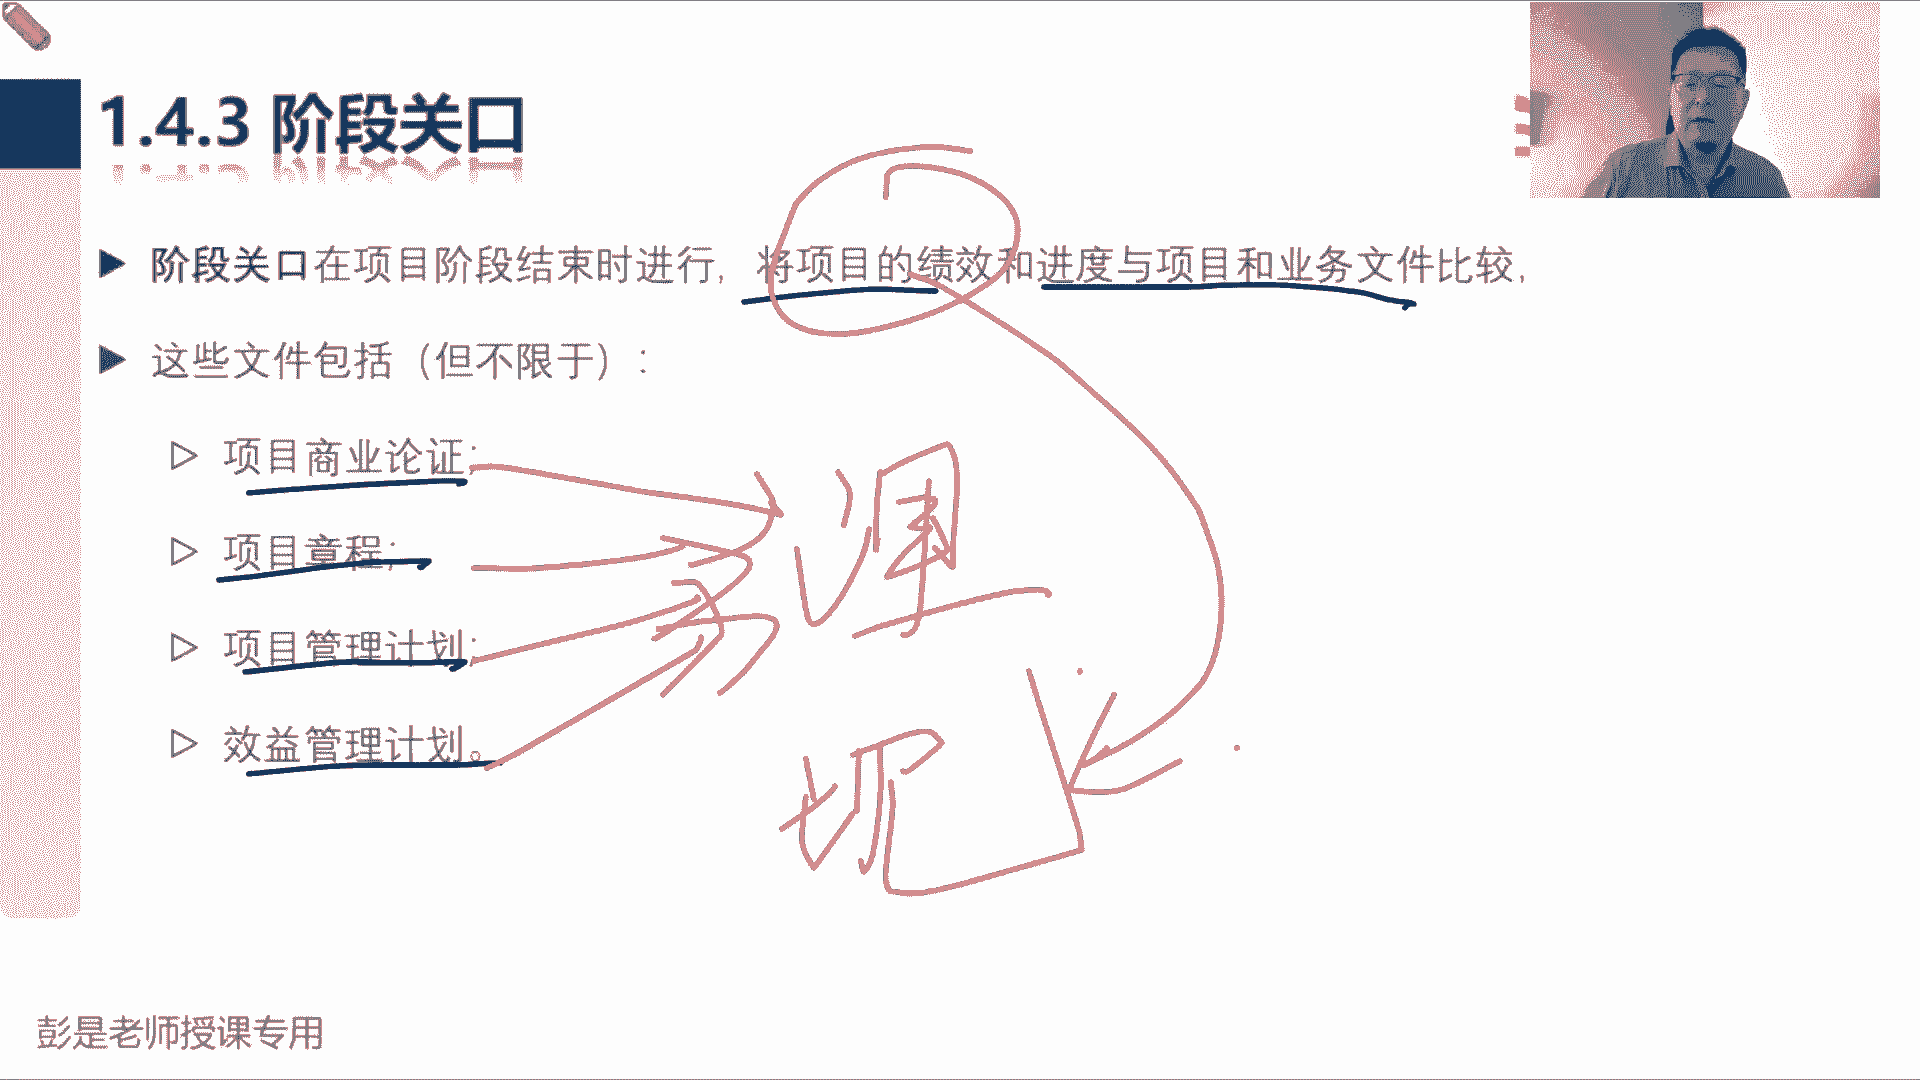 1.4.3 阶段关口
阶段关口在项目阶段结束时进行，将项目的绩效和进度与项目和业务文件比较，
这些文件包括（但不限于）：
项目商业论证；
项目章程；
项目管理计划；
效益管理计划。
彭是老师授课专用